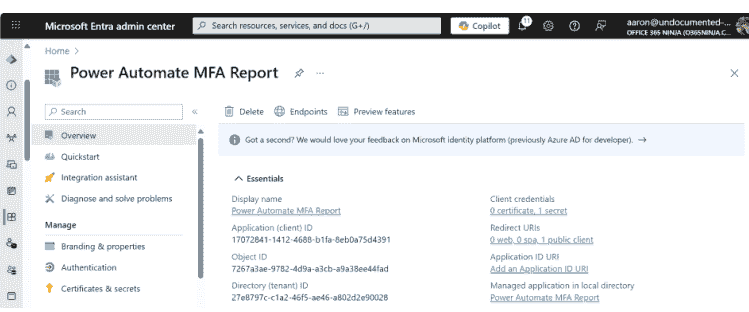 Microsoft Entra admin center
Search resources, services, and docs (G+/)
Copilot
11
aaron@undocumented-...
OFFICE 365 NINJA (O365NINJA.C...
Home >
Power Automate MFA Report
Search
Delete
Endpoints
Preview features
Overview
Got a second? We would love your feedback on Microsoft identity platform (previously Azure AD for developer). →
Quickstart
Integration assistant
Diagnose and solve problems
Manage
Branding & properties
Authentication
Certificates & secrets
Essentials
Display name
Power Automate MFA Report
Application (client) ID
17072841-1412-4688-b1fa-8eb0a75d4391
Object ID
7267a3ae-9782-4d9a-a3cb-a9a38ee44fad
Directory (tenant) ID
27e8797c-c1a2-46f5-ae46-a802d2e90028
Client credentials
0 certificate, 1 secret
Redirect URIs
0 web, 0 spa, 1 public client
Application ID URI
Add an Application ID URI
Managed application in local directory
Power Automate MFA Report